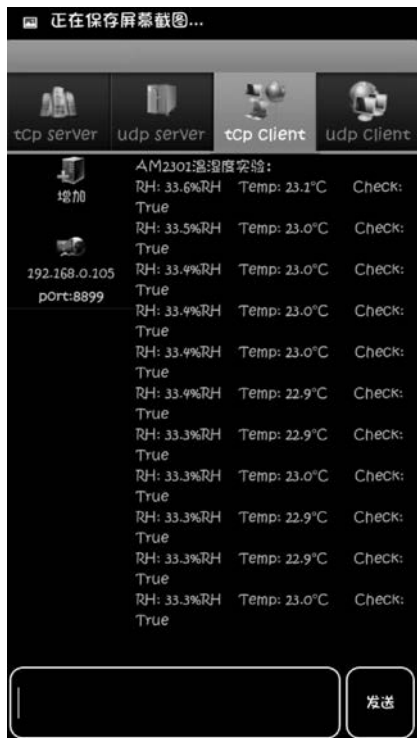 正在保存屏幕截图...
tcp server udp server tcp client udp client
增加
192.168.0.105
port:8899
AM2301温湿度实验:
RH: 33.6%RH Temp: 23.1°C Check:
True
RH: 33.5%RH Temp: 23.0°C Check:
True
RH: 33.4%RH Temp: 23.0°C Check:
True
RH: 33.4%RH Temp: 23.0°C Check:
True
RH: 33.4%RH Temp: 23.0°C Check:
True
RH: 33.4%RH Temp: 22.9°C Check:
True
RH: 33.3%RH Temp: 22.9°C Check:
True
RH: 33.3%RH Temp: 23.0°C Check:
True
RH: 33.3%RH Temp: 22.9°C Check:
True
RH: 33.3%RH Temp: 22.9°C Check:
True
RH: 33.3%RH Temp: 23.0°C Check:
True
发送